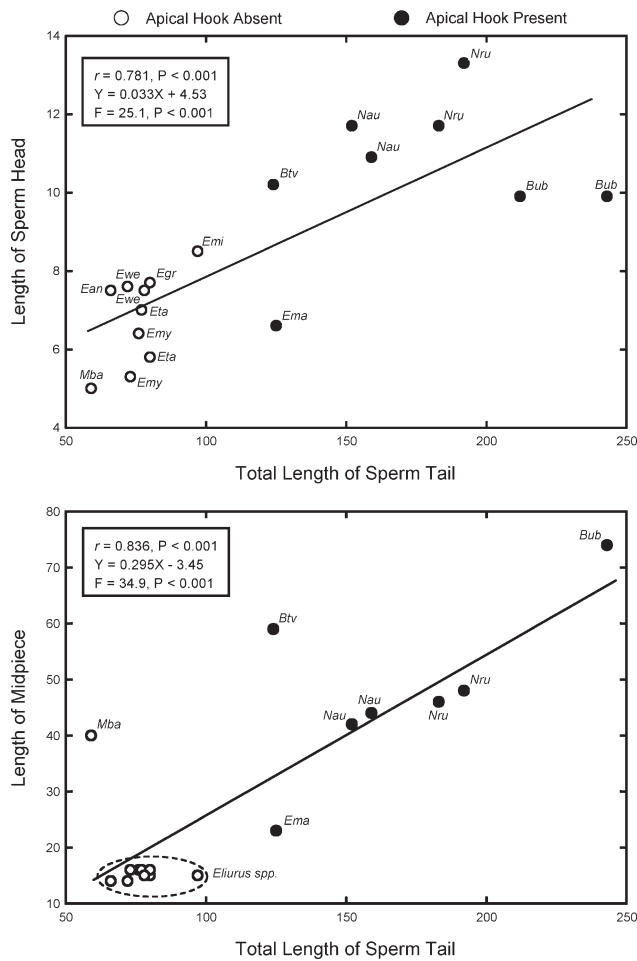 Apical Hook Absent Apical Hook Present
14
12
10
8
6
4
Length of Sperm Head
r = 0.781, P < 0.001
Y = 0.033X + 4.53
F = 25.1, P < 0.001
Nru
Nau
Nru
Nau
Btv
Bub
Bub
Emi
Ewe
Egr
Ean
Ewe
Eta
Ema
Emy
Eta
Mba
Emy
50 100 150 200 250
Total Length of Sperm Tail
80
70
60
50
40
30
20
10
Length of Midpiece
r = 0.836, P < 0.001
Y = 0.295X - 3.45
F = 34.9, P < 0.001
Bub
Btv
Nru
Nau
Nau
Nru
Mba
Ema
Eliurus spp.
50 100 150 200 250
Total Length of Sperm Tail